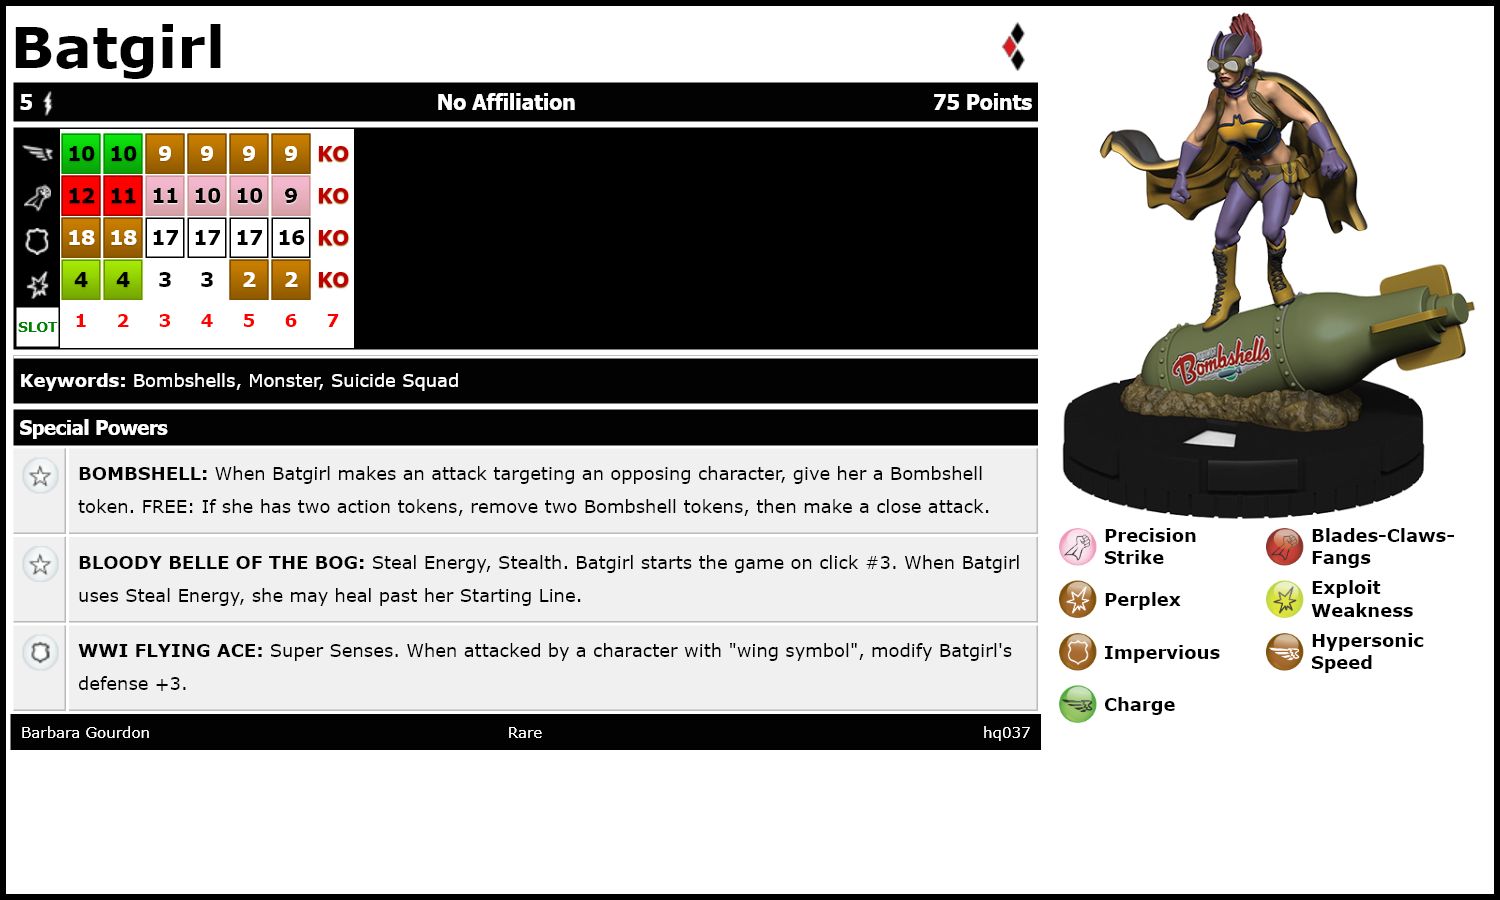 Batgirl
5 No Affiliation 75 Points
10 10 9 9 9 9 KO
12 11 11 10 10 9 KO
18 18 17 17 17 16 KO
4 4 3 3 2 2 KO
SLOT 1 2 3 4 5 6 7
Keywords: Bombshells, Monster, Suicide Squad
Special Powers
BOMBSHELL: When Batgirl makes an attack targeting an opposing character, give her a Bombshell
token. FREE: If she has two action tokens, remove two Bombshell tokens, then make a close attack.
BLOODY BELLE OF THE BOG: Steal Energy, Stealth. Batgirl starts the game on click #3. When Batgirl
uses Steal Energy, she may heal past her Starting Line.
WWI FLYING ACE: Super Senses. When attacked by a character with "wing symbol", modify Batgirl's
defense +3.
Barbara Gourdon Rare hq037
Bombshells
Precision
Strike
Blades-Claws-
Fangs
Perplex
Exploit
Weakness
Impervious
Hypersonic
Speed
Charge